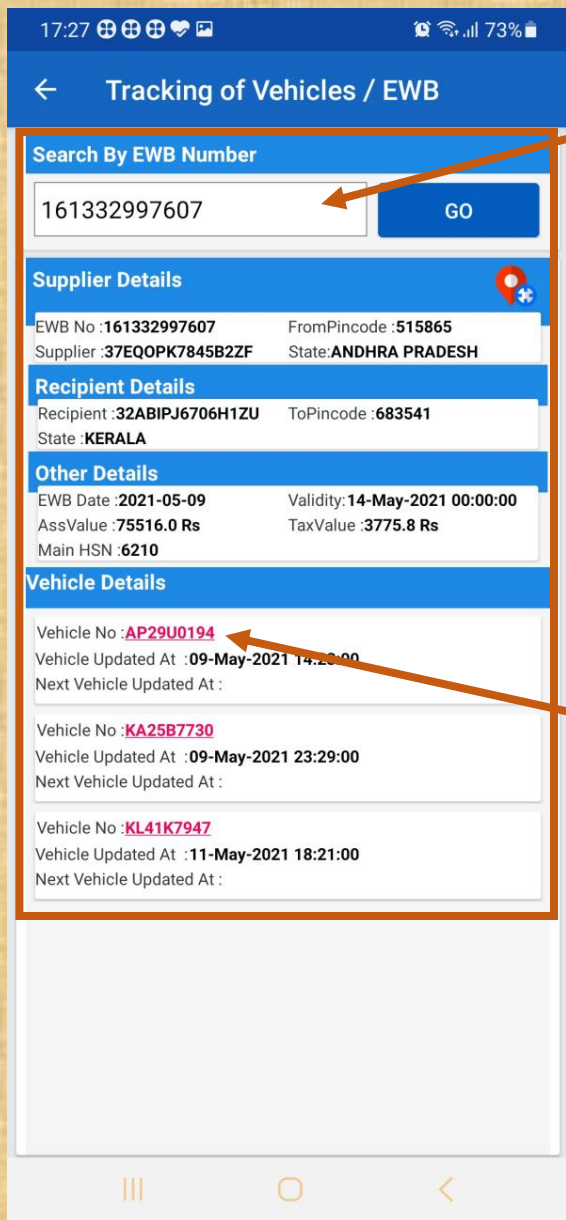 17:27 73%
Tracking of Vehicles / EWB
Search By EWB Number
161332997607 GO
Supplier Details
EWB No :161332997607 FromPincode :515865
Supplier :37EQOPK7845B2ZF State:ANDHRA PRADESH
Recipient Details
Recipient :32ABIPJ6706H1ZU ToPincode :683541
State :KERALA
Other Details
EWB Date :2021-05-09 Validity:14-May-2021 00:00:00
AssValue :75516.0 Rs TaxValue :3775.8 Rs
Main HSN :6210
Vehicle Details
Vehicle No :AP29U0194
Vehicle Updated At :09-May-2021
Next Vehicle Updated At :
Vehicle No :KA25B7730
Vehicle Updated At :09-May-2021 23:29:00
Next Vehicle Updated At :
Vehicle No :KL41K7947
Vehicle Updated At :11-May-2021 18:21:00
Next Vehicle Updated At :